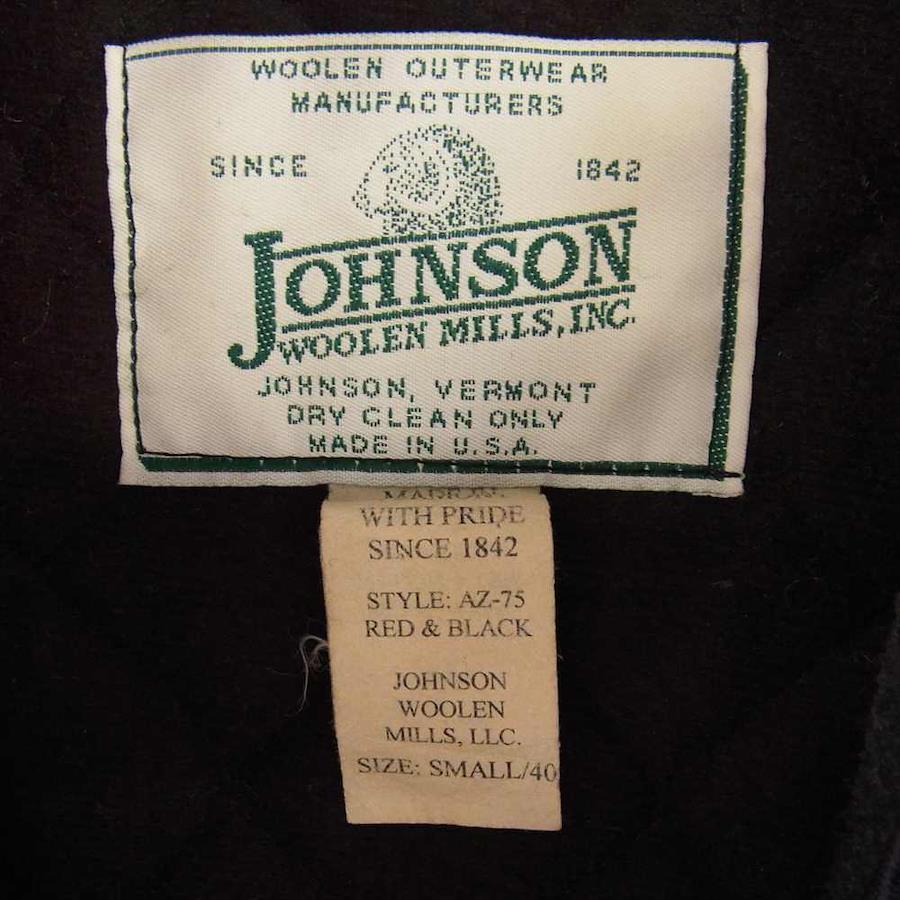 WOOLEN OUTERWEAR
MANUFACTURERS
SINCE 1842
JOHNSON
WOOLEN MILLS, INC.
JOHNSON, VERMONT
DRY CLEAN ONLY
MADE IN U.S.A.
WITH PRIDE
SINCE 1842
STYLE: AZ-75
RED & BLACK
JOHNSON
WOOLEN
MILLS, LLC.
SIZE: SMALL/40